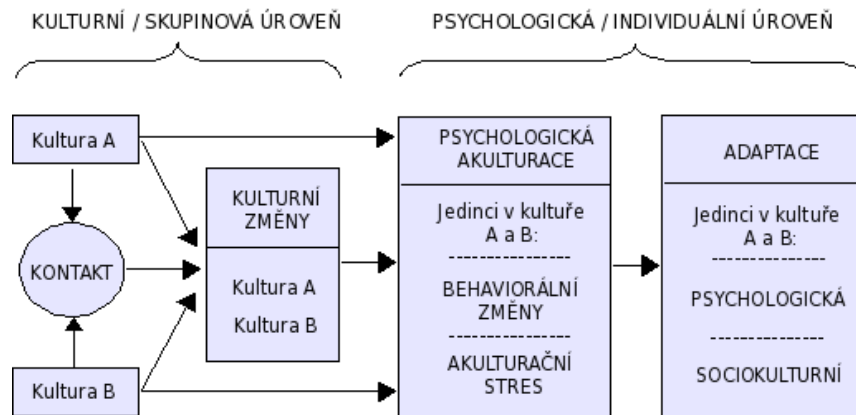 KULTURNÍ / SKUPINOVÁ ÚROVEŇ
PSYCHOLOGICKÁ / INDIVIDUÁLNÍ ÚROVEŇ
Kultura A
KONTAKT
Kultura B
KULTURNÍ
ZMĚNY
Kultura A
Kultura B
PSYCHOLOGICKÁ
AKULTURACE
Jedinci v kultuře
A a B:
BEHAVIORÁLNÍ
ZMĚNY
AKULTURAČNÍ
STRES
ADAPTACE
Jedinci v kultuře
A a B:
PSYCHOLOGICKÁ
SOCIOKULTURNÍ